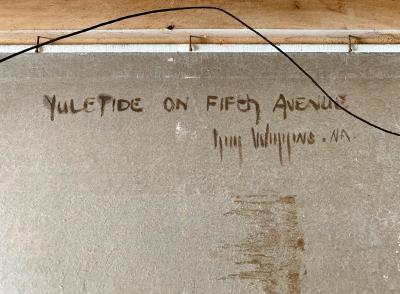 YULETIDE ON FIFTh AVENUE
Guy Wiggins. NA.